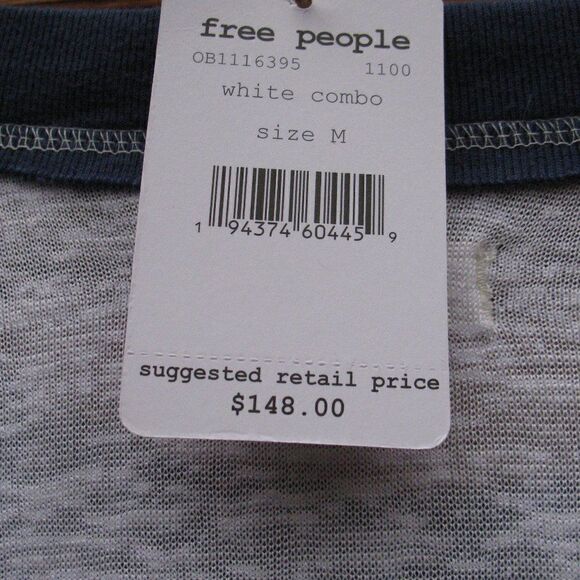 free people
OB1116395 1100
white combo
size M
1 94374 60445 9
suggested retail price
$148.00